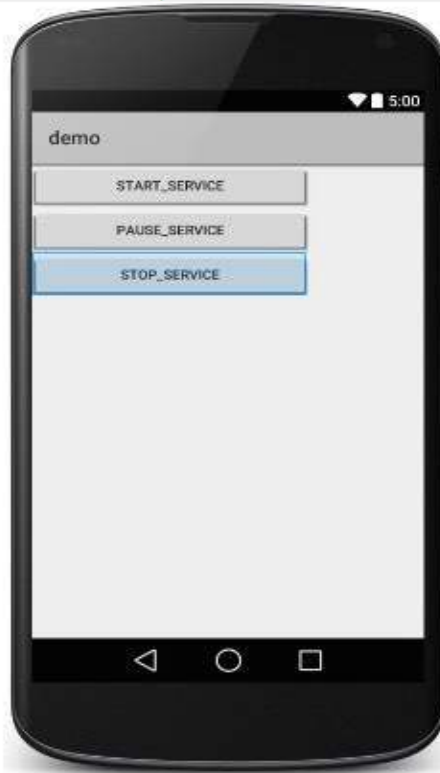 5:00
demo
START_SERVICE
PAUSE_SERVICE
STOP_SERVICE